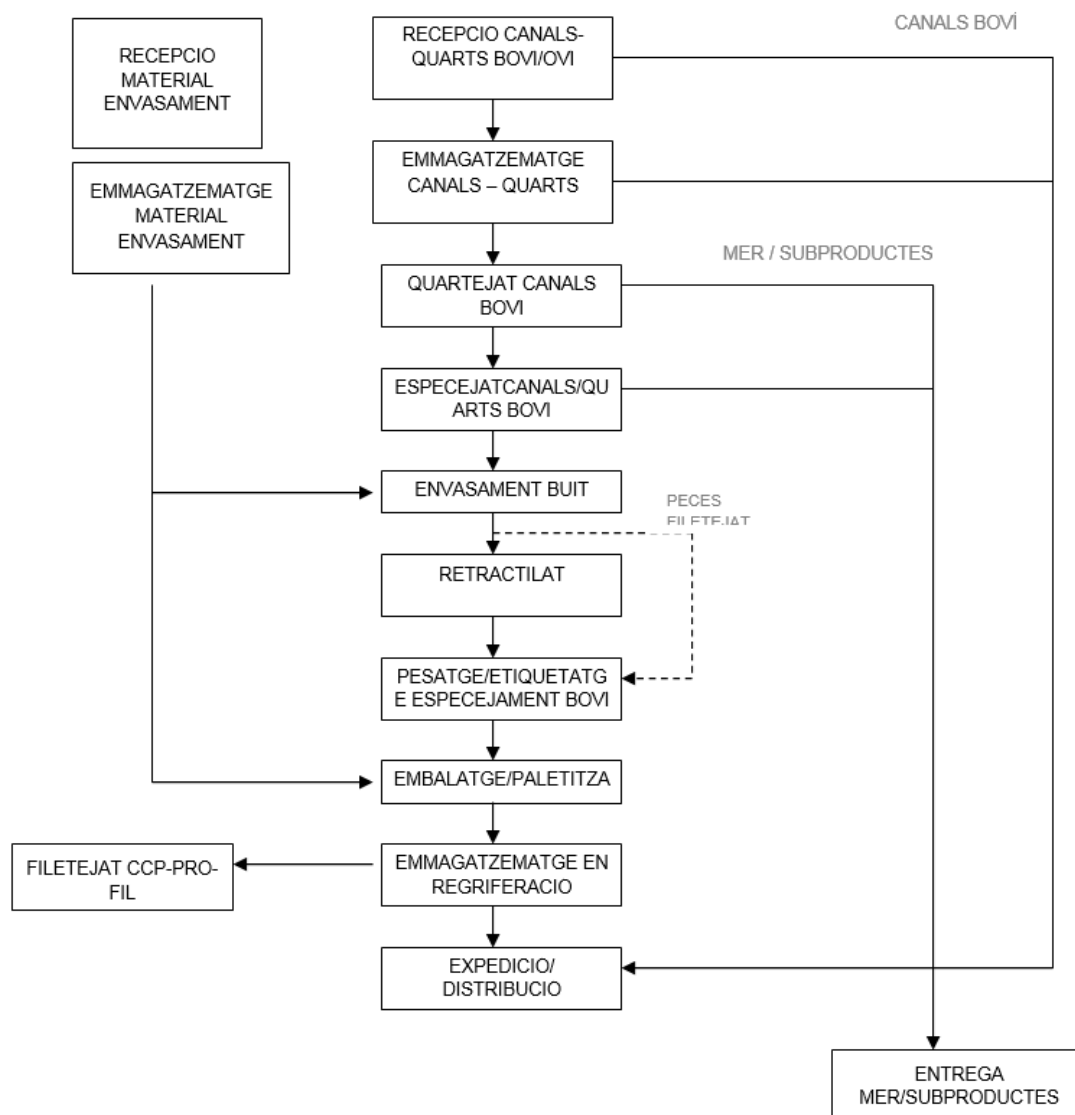 CANALS BOVÍ
RECEPCIO
MATERIAL
ENVASAMENT
RECEPCIO CANALS-
QUARTS BOVI/OVI
EMMAGATZEMATGE
MATERIAL
ENVASAMENT
EMMAGATZEMATGE
CANALS – QUARTS
MER / SUBPRODUCTES
QUARTEJAT CANALS
BOVI
ESPECEJATCANALS/QU
ARTS BOVI
ENVASAMENT BUIT
PECES
FILETEJAT
RETRACTILAT
PESATGE/ETIQUETATG
E ESPECEJAMENT BOVI
EMBALATGE/PALETITZA
FILETEJAT CCP-PRO-
FIL
EMMAGATZEMATGE EN
REGRIFERACIO
EXPEDICIO/
DISTRIBUCIO
ENTREGA
MER/SUBPRODUCTES